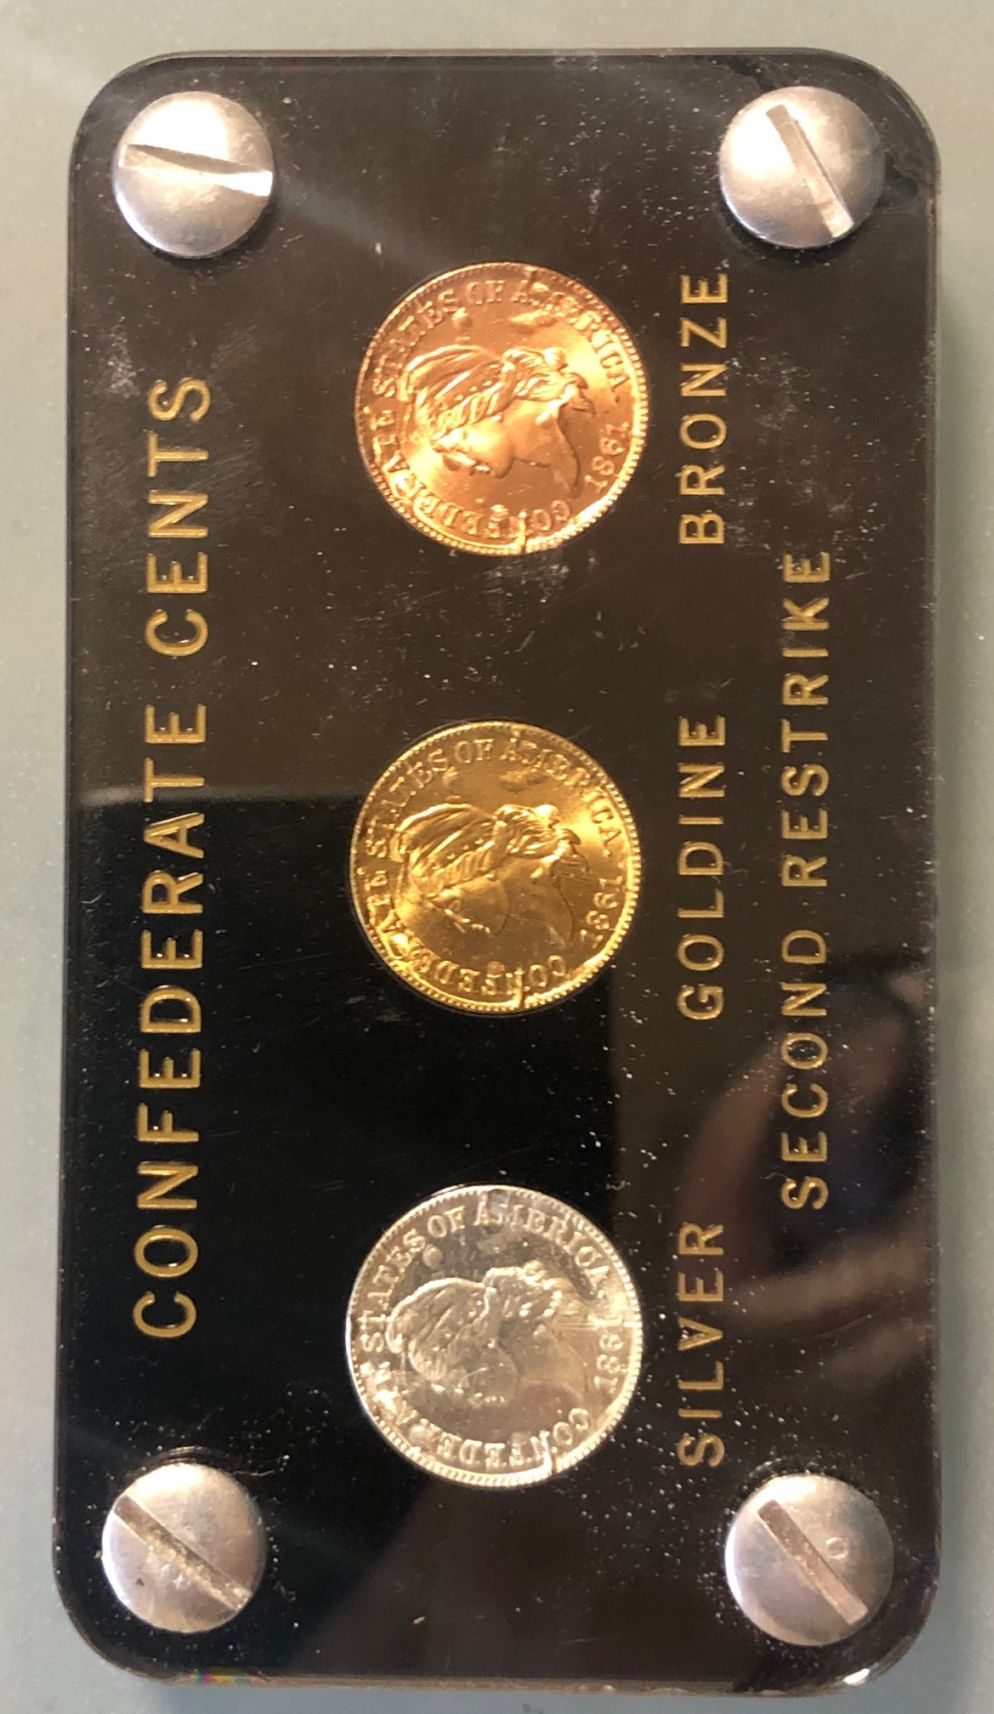 CONFEDERATE CENTS
CONFEDERATE STATES OF AMERICA. 1861
CONFEDERATE STATES OF AMERICA. 1861
CONFEDERATE STATES OF AMERICA. 1861
SILVER GOLDINE BRONZE
SECOND RESTRIKE